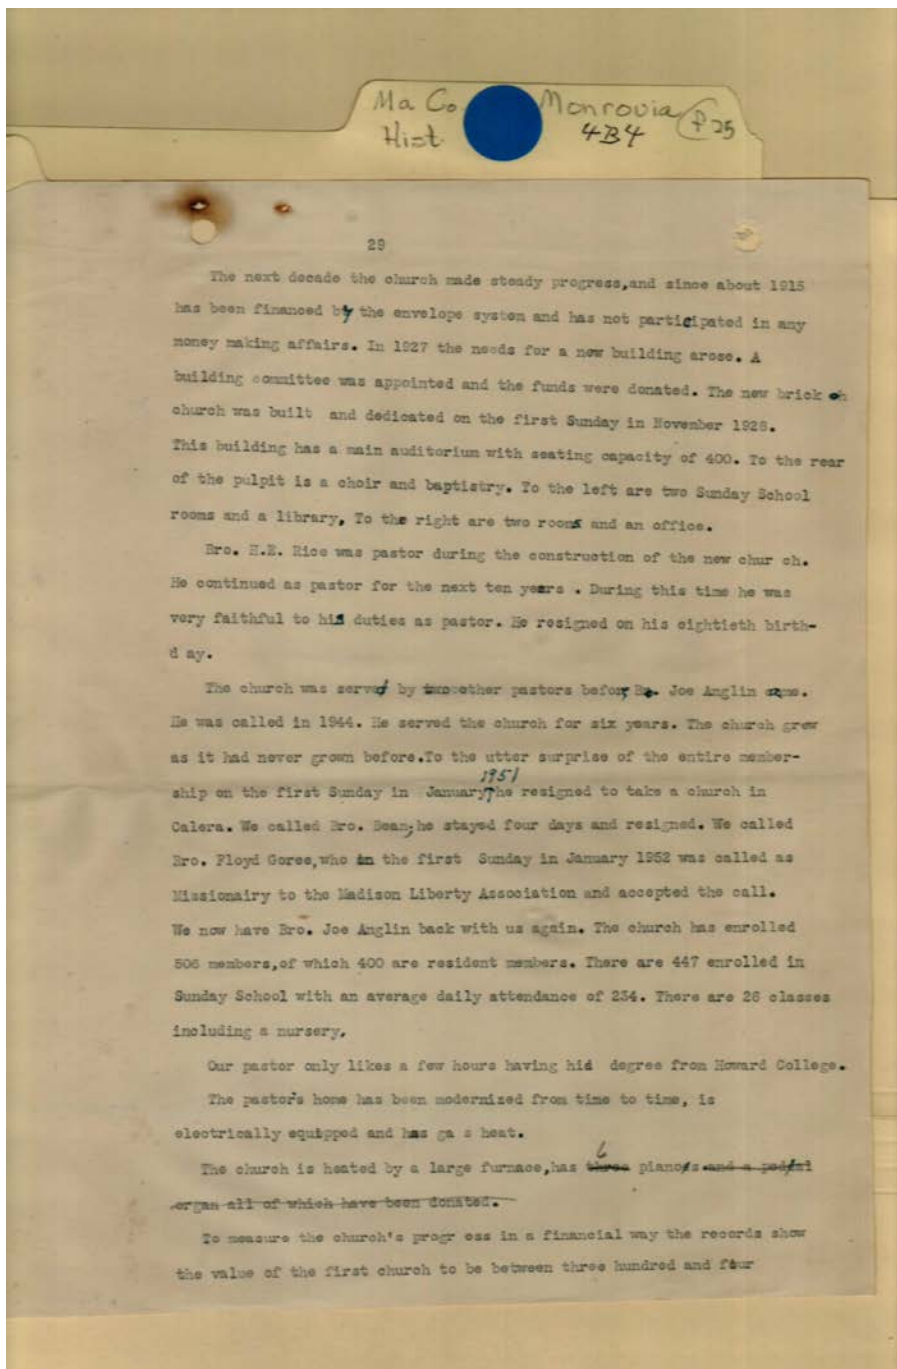 Ma Co Monrovia P 25
Hist. 4B4
29
The next decade the church made steady progress,and since about 1915
has been financed by the envelope system and has not participated in any
money making affairs. In 1927 the needs for a new building arose. A
building committee was appointed and the funds were donated. The new brick ch
church was built and dedicated on the first Sunday in November 1928.
This building has a main auditorium with seating capacity of 400. To the rear
of the pulpit is a choir and baptistry. To the left are two Sunday School
rooms and a library, To the right are two rooms and an office.
Bro. H.E. Rice was pastor during the construction of the new chur ch.
He continued as pastor for the next ten years . During this time he was
very faithful to his duties as pastor. He resigned on his eightieth birth-
d ay.
The church was served by two other pastors before Br. Joe Anglin came.
He was called in 1944. He served the church for six years. The church grew
as it had never grown before.To the utter surprise of the entire member-
1951
ship on the first Sunday in January, he resigned to take a church in
Calera. We called Bro. Bean,he stayed four days and resigned. We called
Bro. Floyd Goree,who in the first Sunday in January 1952 was called as
Missionairy to the Madison Liberty Association and accepted the call.
We now have Bro. Joe Anglin back with us again. The church has enrolled
506 members,of which 400 are resident members. There are 447 enrolled in
Sunday School with an average daily attendance of 234. There are 26 classes
including a nursery.
Our pastor only likes a few hours having hid degree from Howard College.
The pastor's home has been modernized from time to time, is
electrically equipped and has ga s heat.
6
The church is heated by a large furnace,has three piano/s and a pedal
organ all of which have been donated.
To measure the church's progr ess in a financial way the records show
the value of the first church to be between three hundred and four